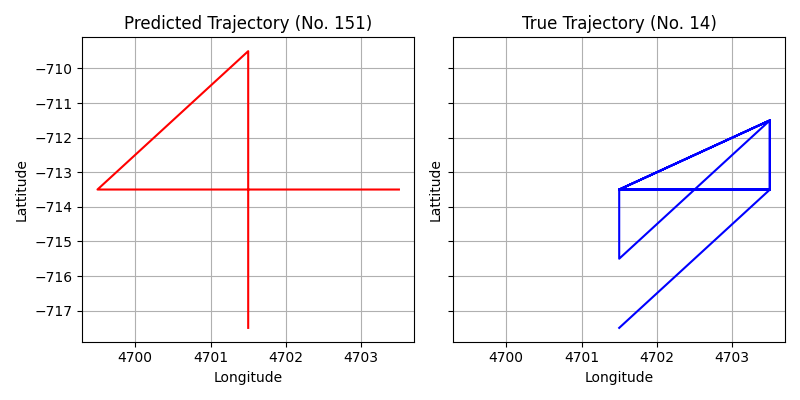 Predicted Trajectory (No. 151)
True Trajectory (No. 14)
Lattitude
−710
−711
−712
−713
−714
−715
−716
−717
4700
4701
4702
4703
Longitude
Lattitude
4700
4701
4702
4703
Longitude